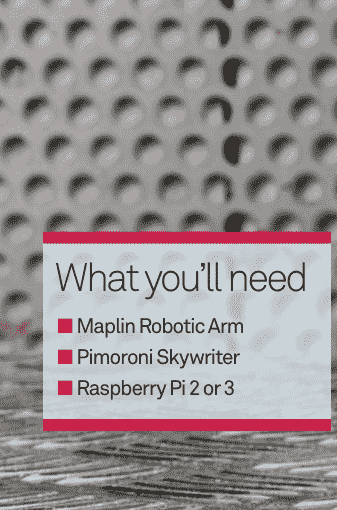 What you'll need
Maplin Robotic Arm
Pimoroni Skywriter
Raspberry Pi 2 or 3